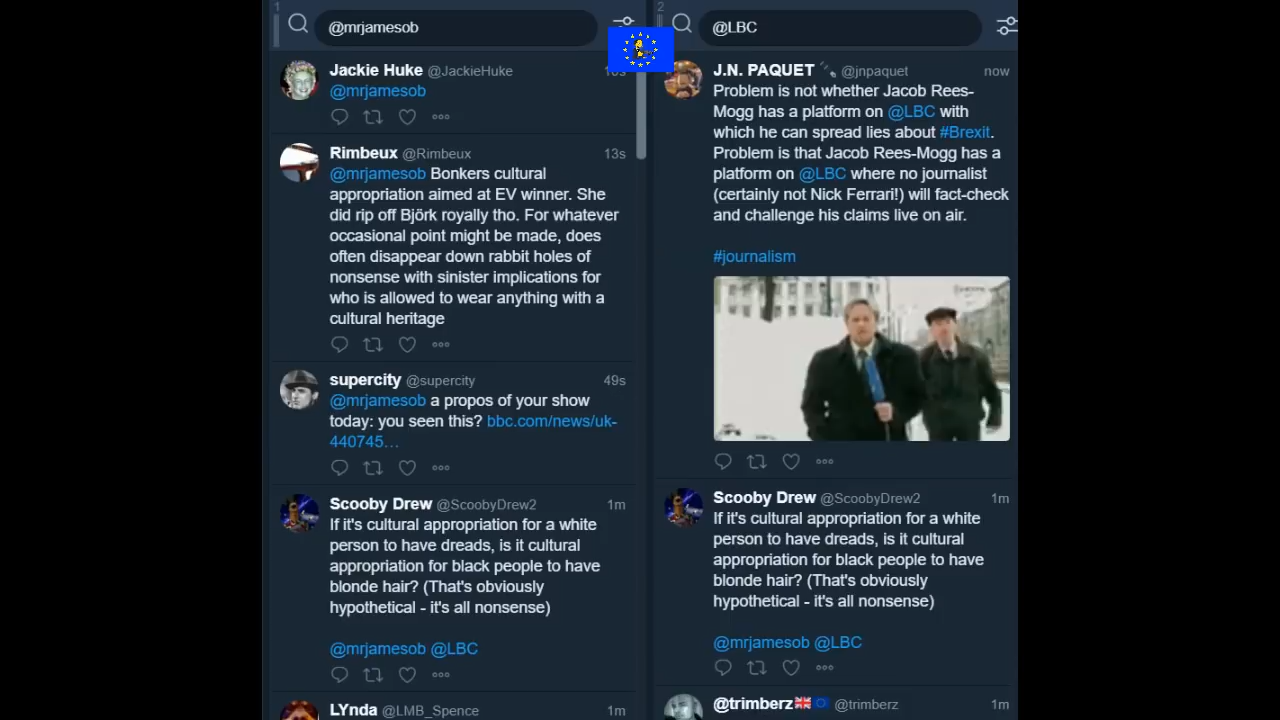 1
@mrjamesob
Jackie Huke @JackieHuke
@mrjamesob
Rimbeux @Rimbeux 13s
@mrjamesob Bonkers cultural
appropriation aimed at EV winner. She
did rip off Björk royally tho. For whatever
occasional point might be made, does
often disappear down rabbit holes of
nonsense with sinister implications for
who is allowed to wear anything with a
cultural heritage
supercity @supercity 49s
@mrjamesob a propos of your show
today: you seen this? bbc.com/news/uk-
440745…
Scooby Drew @ScoobyDrew2 1m
If it's cultural appropriation for a white
person to have dreads, is it cultural
appropriation for black people to have
blonde hair? (That's obviously
hypothetical - it's all nonsense)
@mrjamesob @LBC
LYnda @LMB_Spence 1m
2
@LBC
J.N. PAQUET @jnpaquet now
Problem is not whether Jacob Rees-
Mogg has a platform on @LBC with
which he can spread lies about #Brexit.
Problem is that Jacob Rees-Mogg has a
platform on @LBC where no journalist
(certainly not Nick Ferrari!) will fact-check
and challenge his claims live on air.
#journalism
Scooby Drew @ScoobyDrew2 1m
If it's cultural appropriation for a white
person to have dreads, is it cultural
appropriation for black people to have
blonde hair? (That's obviously
hypothetical - it's all nonsense)
@mrjamesob @LBC
@trimberz🇬🇧🇪🇺 @trimberz 1m